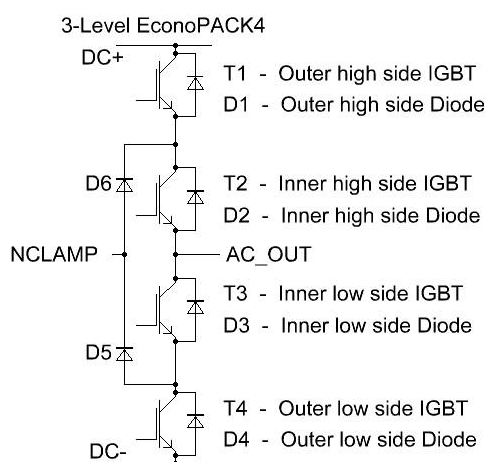 3-Level EconoPACK4
DC+
T1 - Outer high side IGBT
D1 - Outer high side Diode
D6
T2 - Inner high side IGBT
D2 - Inner high side Diode
NCLAMP
AC_OUT
T3 - Inner low side IGBT
D3 - Inner low side Diode
D5
T4 - Outer low side IGBT
D4 - Outer low side Diode
DC-